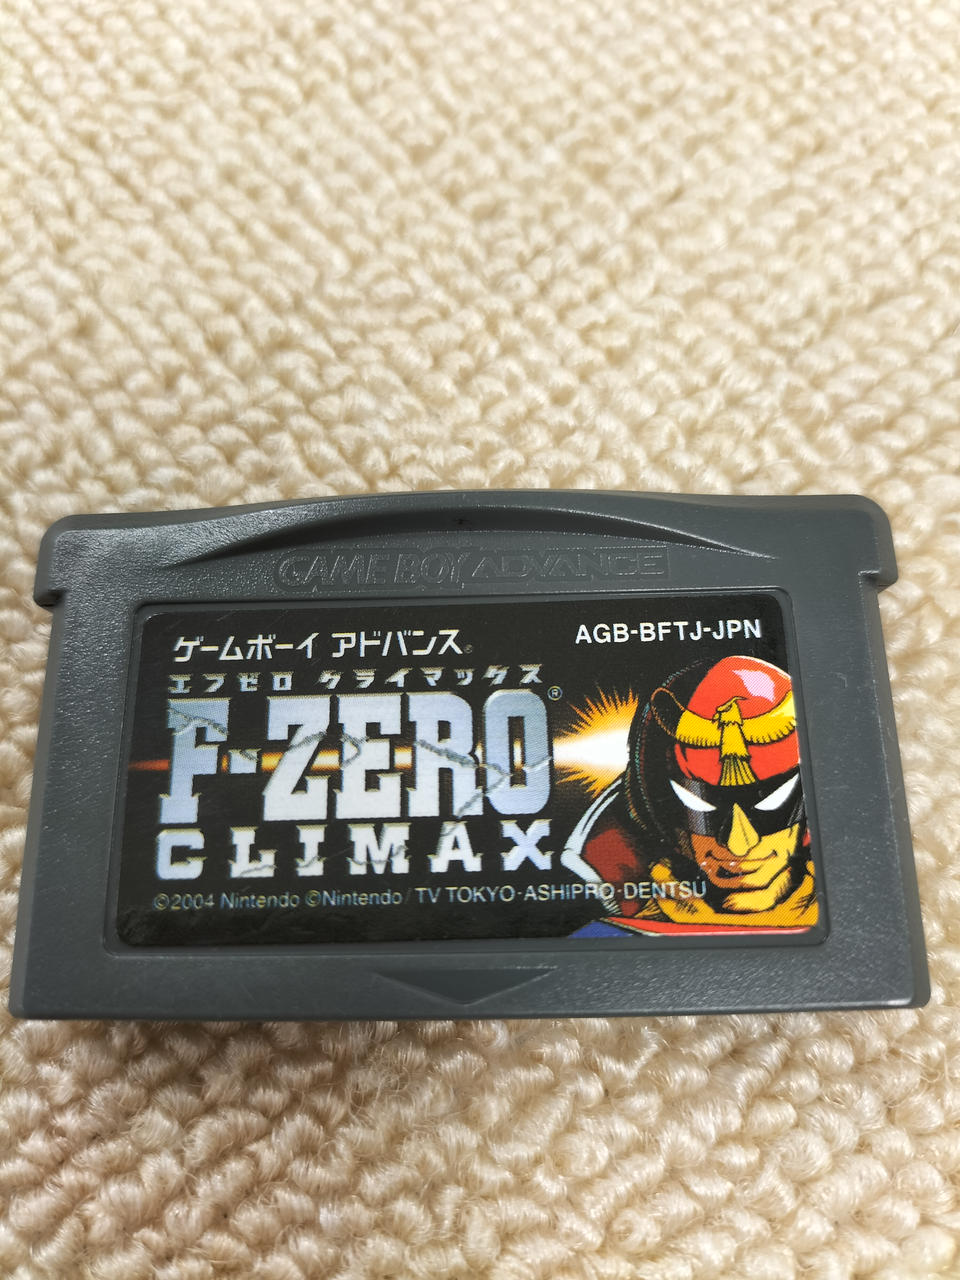 GAME BOY ADVANCE
ゲームボーイ アドバンス®
AGB-BFTJ-JPN
エフゼロ クライマックス
F-ZERO®
CLIMAX
©2004 Nintendo ©Nintendo/TV TOKYO·ASHIPRO·DENTSU